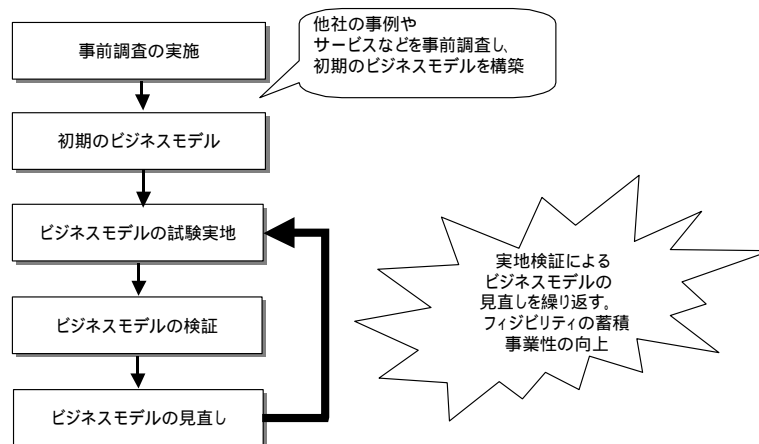 事前調査の実施
他社の事例や
サービスなどを事前調査し、
初期のビジネスモデルを構築
初期のビジネスモデル
ビジネスモデルの試験実地
実地検証による
ビジネスモデルの
見直しを繰り返す。
フィジビリティの蓄積
事業性の向上
ビジネスモデルの検証
ビジネスモデルの見直し